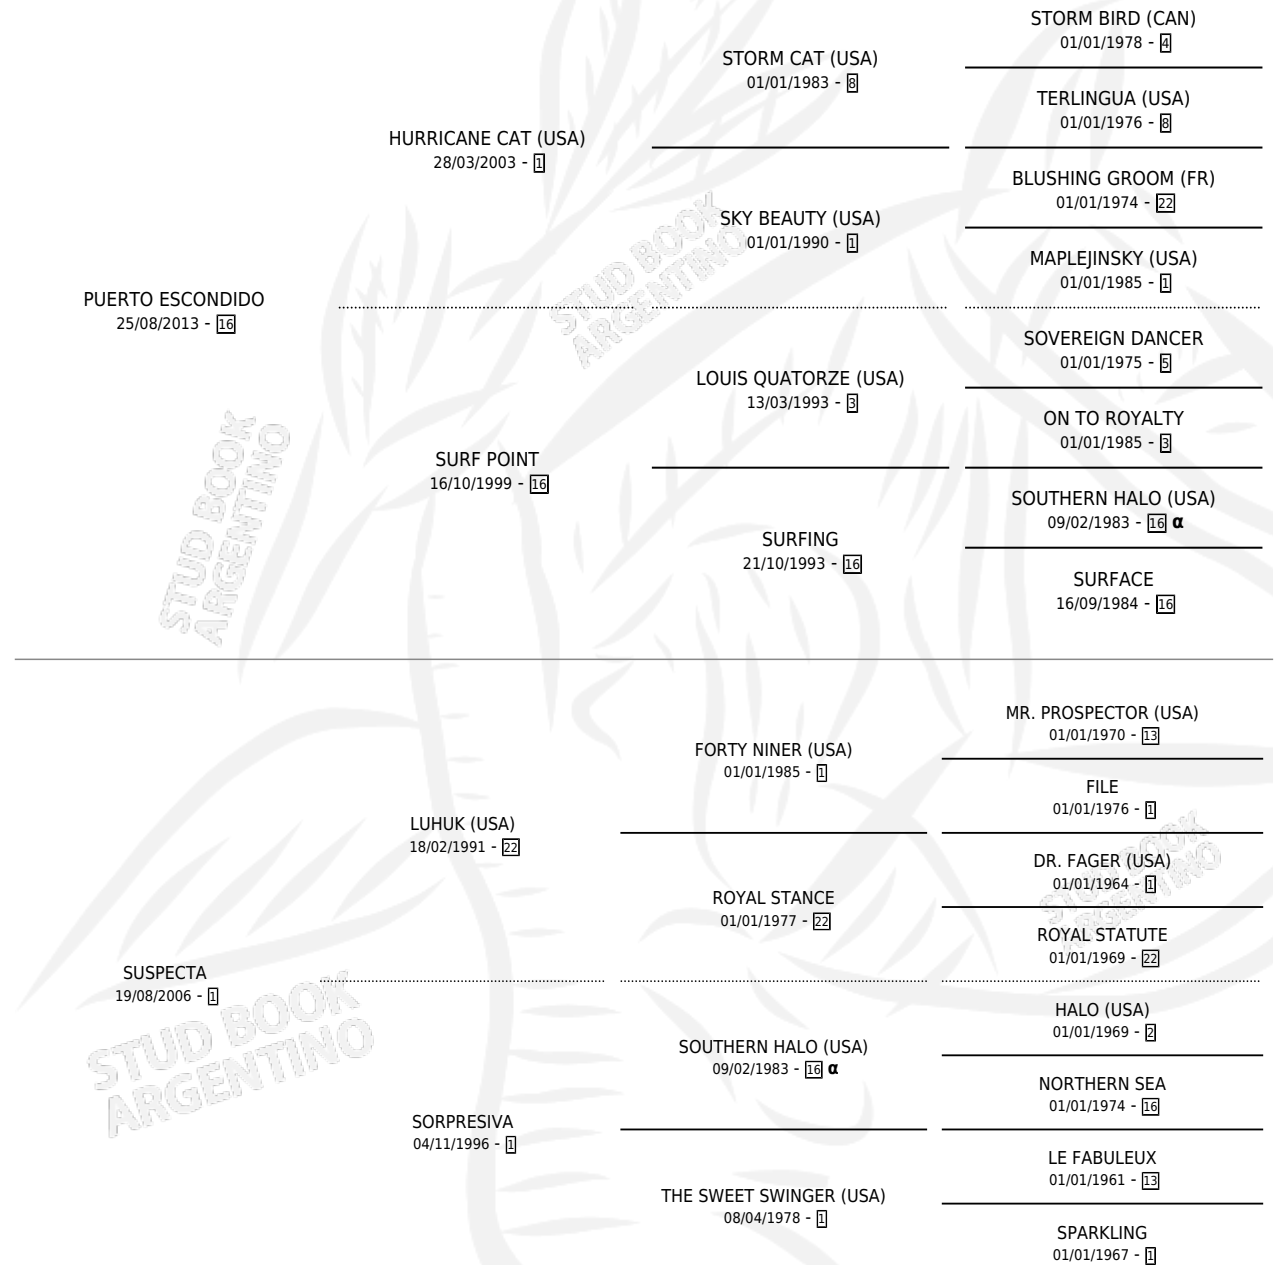 STORM BIRD (CAN)
01/01/1978 - 4
STORM CAT (USA)
01/01/1983 - 8
TERLINGUA (USA)
01/01/1976 - 8
HURRICANE CAT (USA)
28/03/2003 - 1
BLUSHING GROOM (FR)
01/01/1974 - 22
SKY BEAUTY (USA)
01/01/1990 - 1
MAPLEJINSKY (USA)
01/01/1985 - 1
PUERTO ESCONDIDO
25/08/2013 - 16
SOVEREIGN DANCER
01/01/1975 - 5
LOUIS QUATORZE (USA)
13/03/1993 - 3
ON TO ROYALTY
01/01/1985 - 3
SURF POINT
16/10/1999 - 16
SOUTHERN HALO (USA)
09/02/1983 - 16 α
SURFING
21/10/1993 - 16
SURFACE
16/09/1984 - 16
MR. PROSPECTOR (USA)
01/01/1970 - 13
FORTY NINER (USA)
01/01/1985 - 1
FILE
01/01/1976 - 1
LUHUK (USA)
18/02/1991 - 22
DR. FAGER (USA)
01/01/1964 - 1
ROYAL STANCE
01/01/1977 - 22
ROYAL STATUTE
01/01/1969 - 22
SUSPECTA
19/08/2006 - 1
HALO (USA)
01/01/1969 - 2
SOUTHERN HALO (USA)
09/02/1983 - 16 α
NORTHERN SEA
01/01/1974 - 16
SORPRESIVA
04/11/1996 - 1
LE FABULEUX
01/01/1961 - 13
THE SWEET SWINGER (USA)
08/04/1978 - 1
SPARKLING
01/01/1967 - 1
STUD BOOK
ARGENTINO
STUD BOOK
ARGENTINO
STUD BOOK
ARGENTINO
STUD BOOK
ARGENTINO